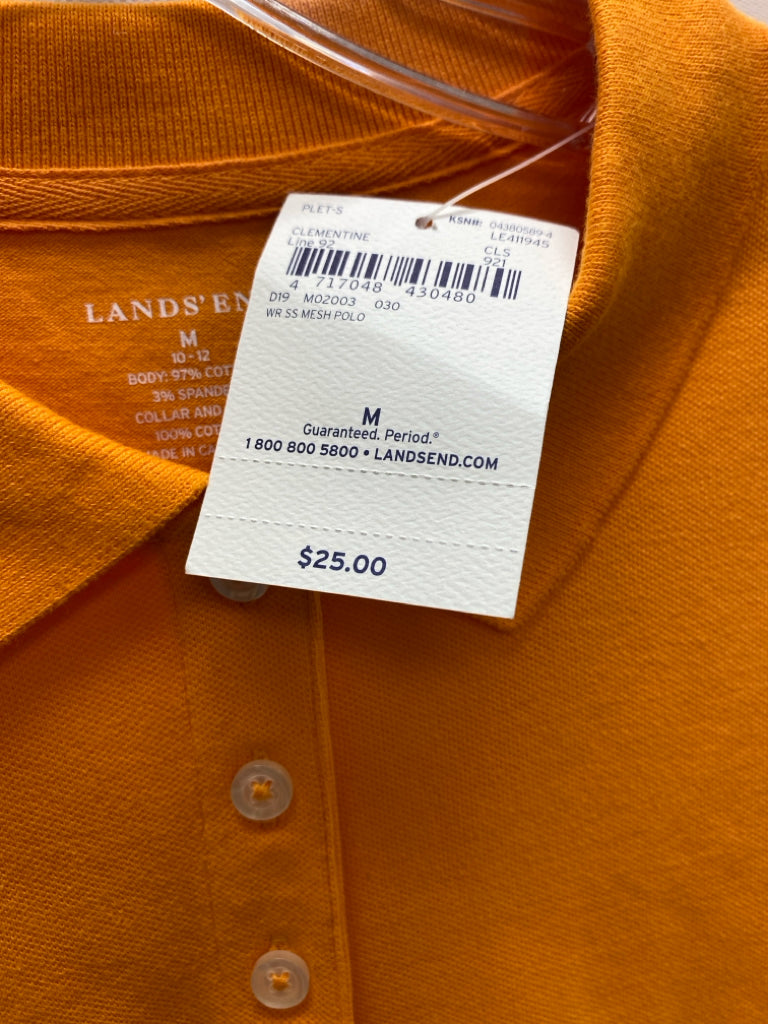 PLET-S
KSN#: 04380589-4
CLEMENTINE
LE411945
Line 92
CLS
921
4 717048 430480
D19 M02003 030
WR SS MESH POLO
M
Guaranteed. Period.®
1 800 800 5800 • LANDSEND.COM
$25.00
LANDS' EN
M
10-12
BODY: 97% COT
3% SPANDE
COLLAR AND
100% COT
ADE IN CA